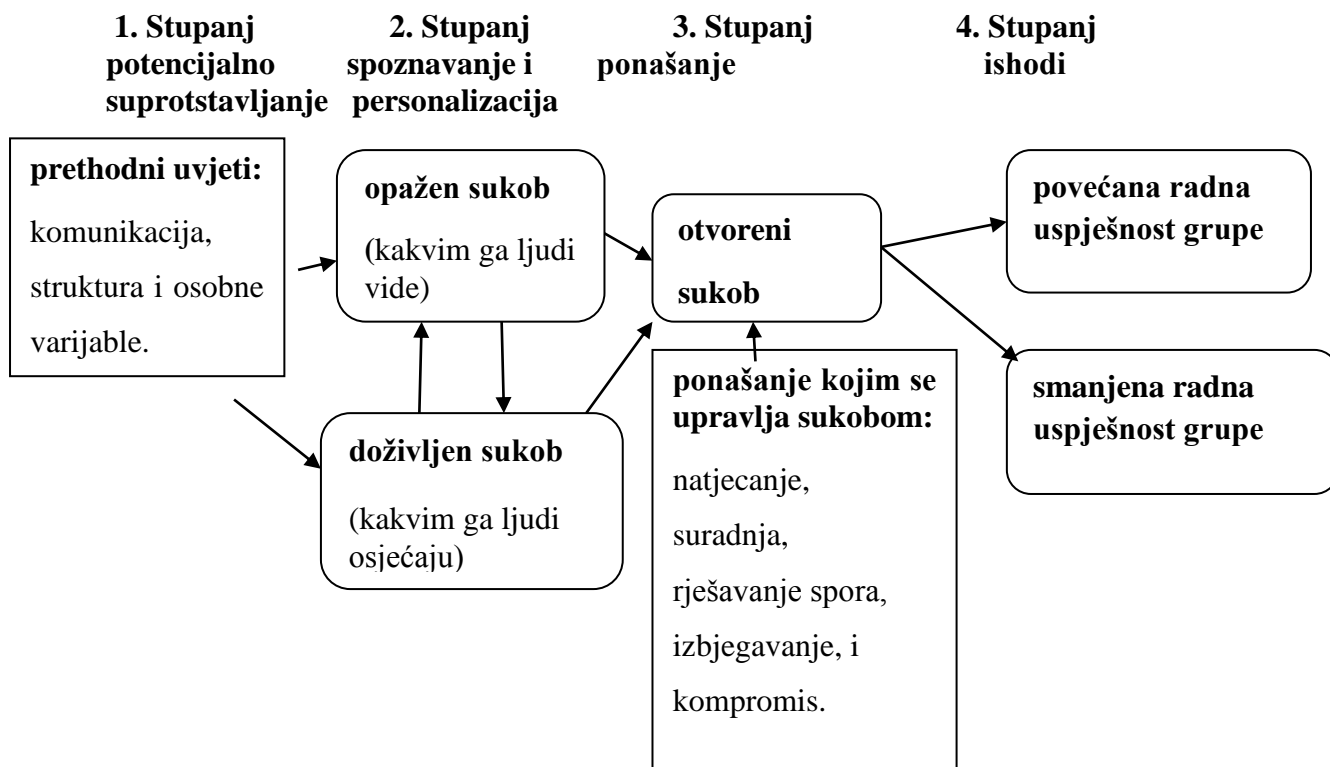 1. Stupanj
potencijalno
suprotstavljanje
2. Stupanj
spoznavanje i
personalizacija
3. Stupanj
ponašanje
4. Stupanj
ishodi
prethodni uvjeti:
komunikacija,
struktura i osobne
varijable.
opažen sukob
(kakvim ga ljudi
vide)
doživljen sukob
(kakvim ga ljudi
osjećaju)
otvoreni
sukob
ponašanje kojim se
upravlja sukobom:
natjecanje,
suradnja,
rješavanje spora,
izbjegavanje, i
kompromis.
povećana radna
uspješnost grupe
smanjena radna
uspješnost grupe